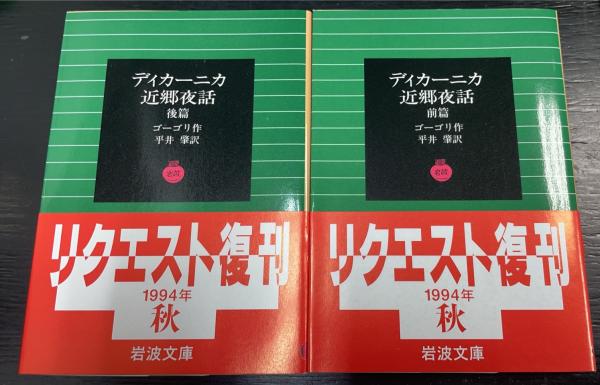 ディカーニカ
近郷夜話
後篇
ゴーゴリ作
平井 肇訳
岩波
リクエスト復刊
1994年
秋
岩波文庫
ディカーニカ
近郷夜話
前篇
ゴーゴリ作
平井 肇訳
岩波
リクエスト復刊
1994年
秋
岩波文庫